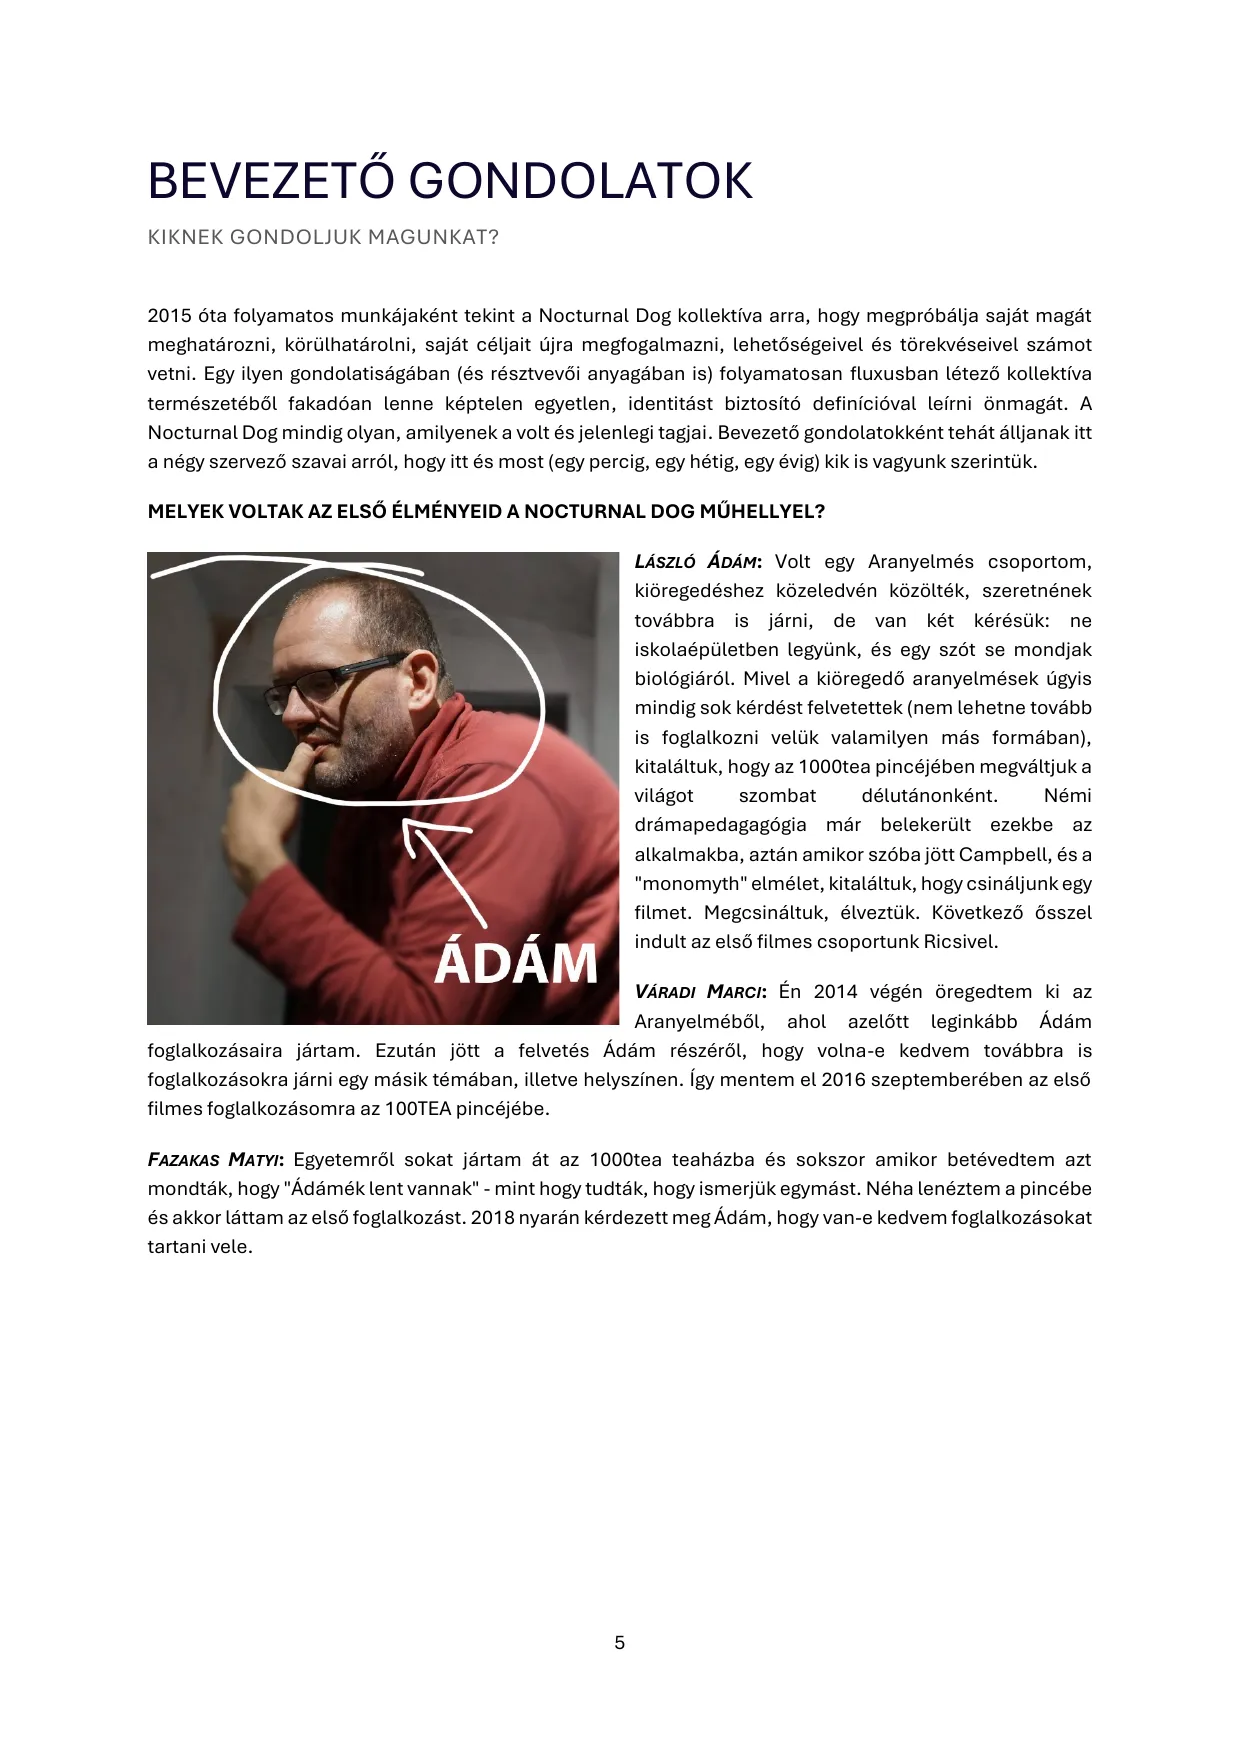 BEVEZETŐ GONDOLATOK
KIKNEK GONDOLJUK MAGUNKAT?
2015 óta folyamatos munkájaként tekint a Nocturnal Dog kollektíva arra, hogy megpróbálja saját magát
meghatározni, körülhatárolni, saját céljait újra megfogalmazni, lehetőségeivel és törekvéseivel számot
vetni. Egy ilyen gondolatiságában (és résztvevői anyagában is) folyamatosan fluxusban létező kollektíva
természetéből fakadóan lenne képtelen egyetlen, identitást biztosító definícióval leírni önmagát. A
Nocturnal Dog mindig olyan, amilyenek a volt és jelenlegi tagjai. Bevezető gondolatokként tehát álljanak itt
a négy szervező szavai arról, hogy itt és most (egy percig, egy hétig, egy évig) kik is vagyunk szerintük.
MELYEK VOLTAK AZ ELSŐ ÉLMÉNYEID A NOCTURNAL DOG MŰHELLYEL?
LÁSZLÓ ÁDÁM: Volt egy Aranyelmés csoportom,
kiöregedéshez közeledvén közölték, szeretnének
továbbra is járni, de van két kérésük: ne
iskolaépületben legyünk, és egy szót se mondjak
biológiáról. Mivel a kiöregedő aranyelmések úgyis
mindig sok kérdést felvetettek (nem lehetne tovább
is foglalkozni velük valamilyen más formában),
kitaláltuk, hogy az 1000tea pincéjében megváltjuk a
világot szombat délutánonként. Némi
drámapedagagógia már belekerült ezekbe az
alkalmakba, aztán amikor szóba jött Campbell, és a
"monomyth" elmélet, kitaláltuk, hogy csináljunk egy
filmet. Megcsináltuk, élveztük. Következő ősszel
indult az első filmes csoportunk Ricsivel.
ÁDÁM
VÁRADI MARCI: Én 2014 végén öregedtem ki az
Aranyelméből, ahol azelőtt leginkább Ádám
foglalkozásaira jártam. Ezután jött a felvetés Ádám részéről, hogy volna-e kedvem továbbra is
foglalkozásokra járni egy másik témában, illetve helyszínen. Így mentem el 2016 szeptemberében az első
filmes foglalkozásomra az 100TEA pincéjébe.
FAZAKAS MATYI: Egyetemről sokat jártam át az 1000tea teaházba és sokszor amikor betévedtem azt
mondták, hogy "Ádámék lent vannak" - mint hogy tudták, hogy ismerjük egymást. Néha lenéztem a pincébe
és akkor láttam az első foglalkozást. 2018 nyarán kérdezett meg Ádám, hogy van-e kedvem foglalkozásokat
tartani vele.
5